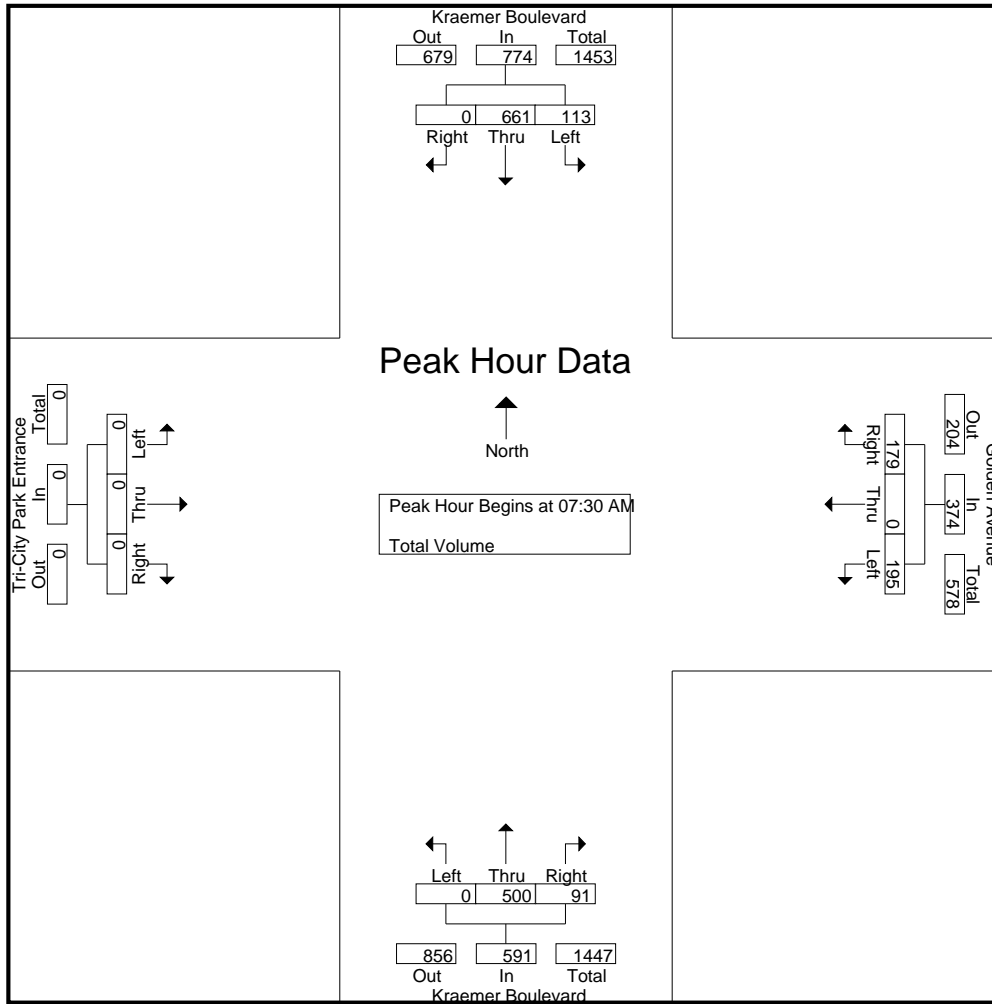 Kraemer Boulevard
Out In Total
679 774 1453
0 661 113
Right Thru Left
Peak Hour Data
North
Peak Hour Begins at 07:30 AM
Total Volume
Tri-City Park Entrance
Total In Out
0 0 0
0 0 0
Left Thru Right
Right Thru Left
179 0 195
204 374 578
Out In Total
Golden Avenue
Left Thru Right
0 500 91
856 591 1447
Out In Total
Kraemer Boulevard